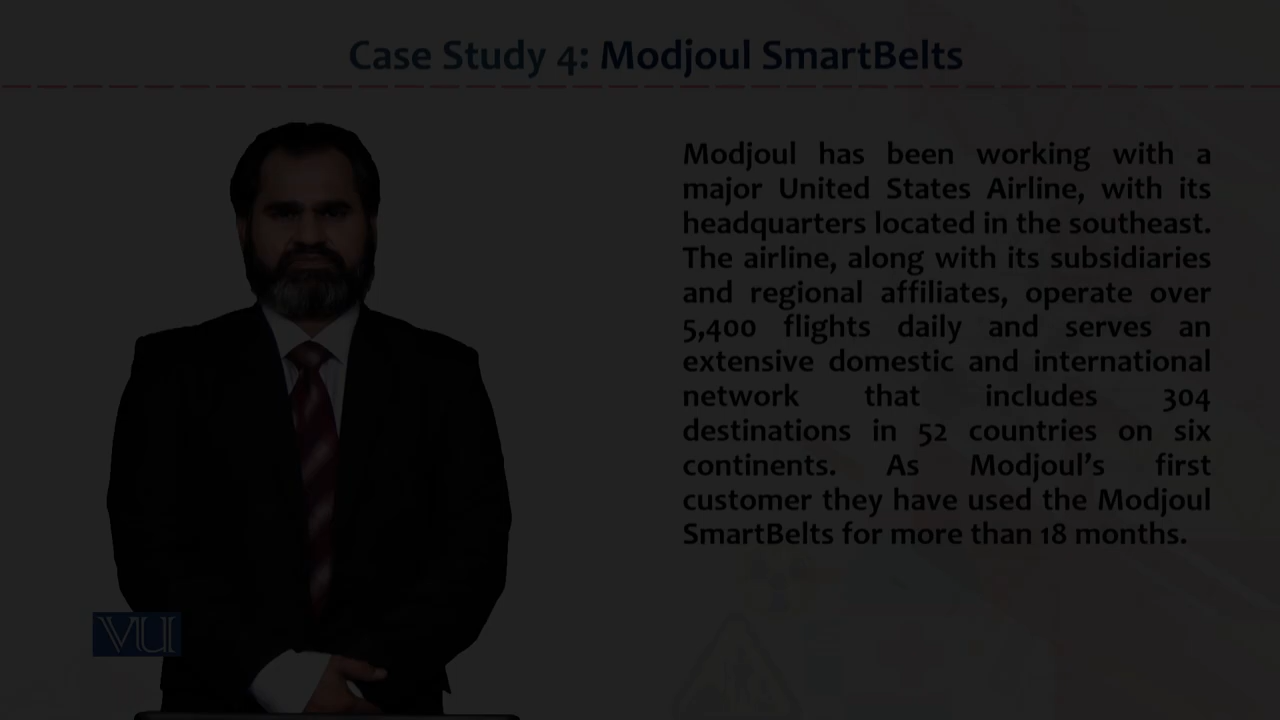 Case Study 4: Modjoul SmartBelts
Modjoul has been working with a
major United States Airline, with its
headquarters located in the southeast.
The airline, along with its subsidiaries
and regional affiliates, operate over
5,400 flights daily and serves an
extensive domestic and international
network that includes 304
destinations in 52 countries on six
continents. As Modjoul’s first
customer they have used the Modjoul
SmartBelts for more than 18 months.
VU